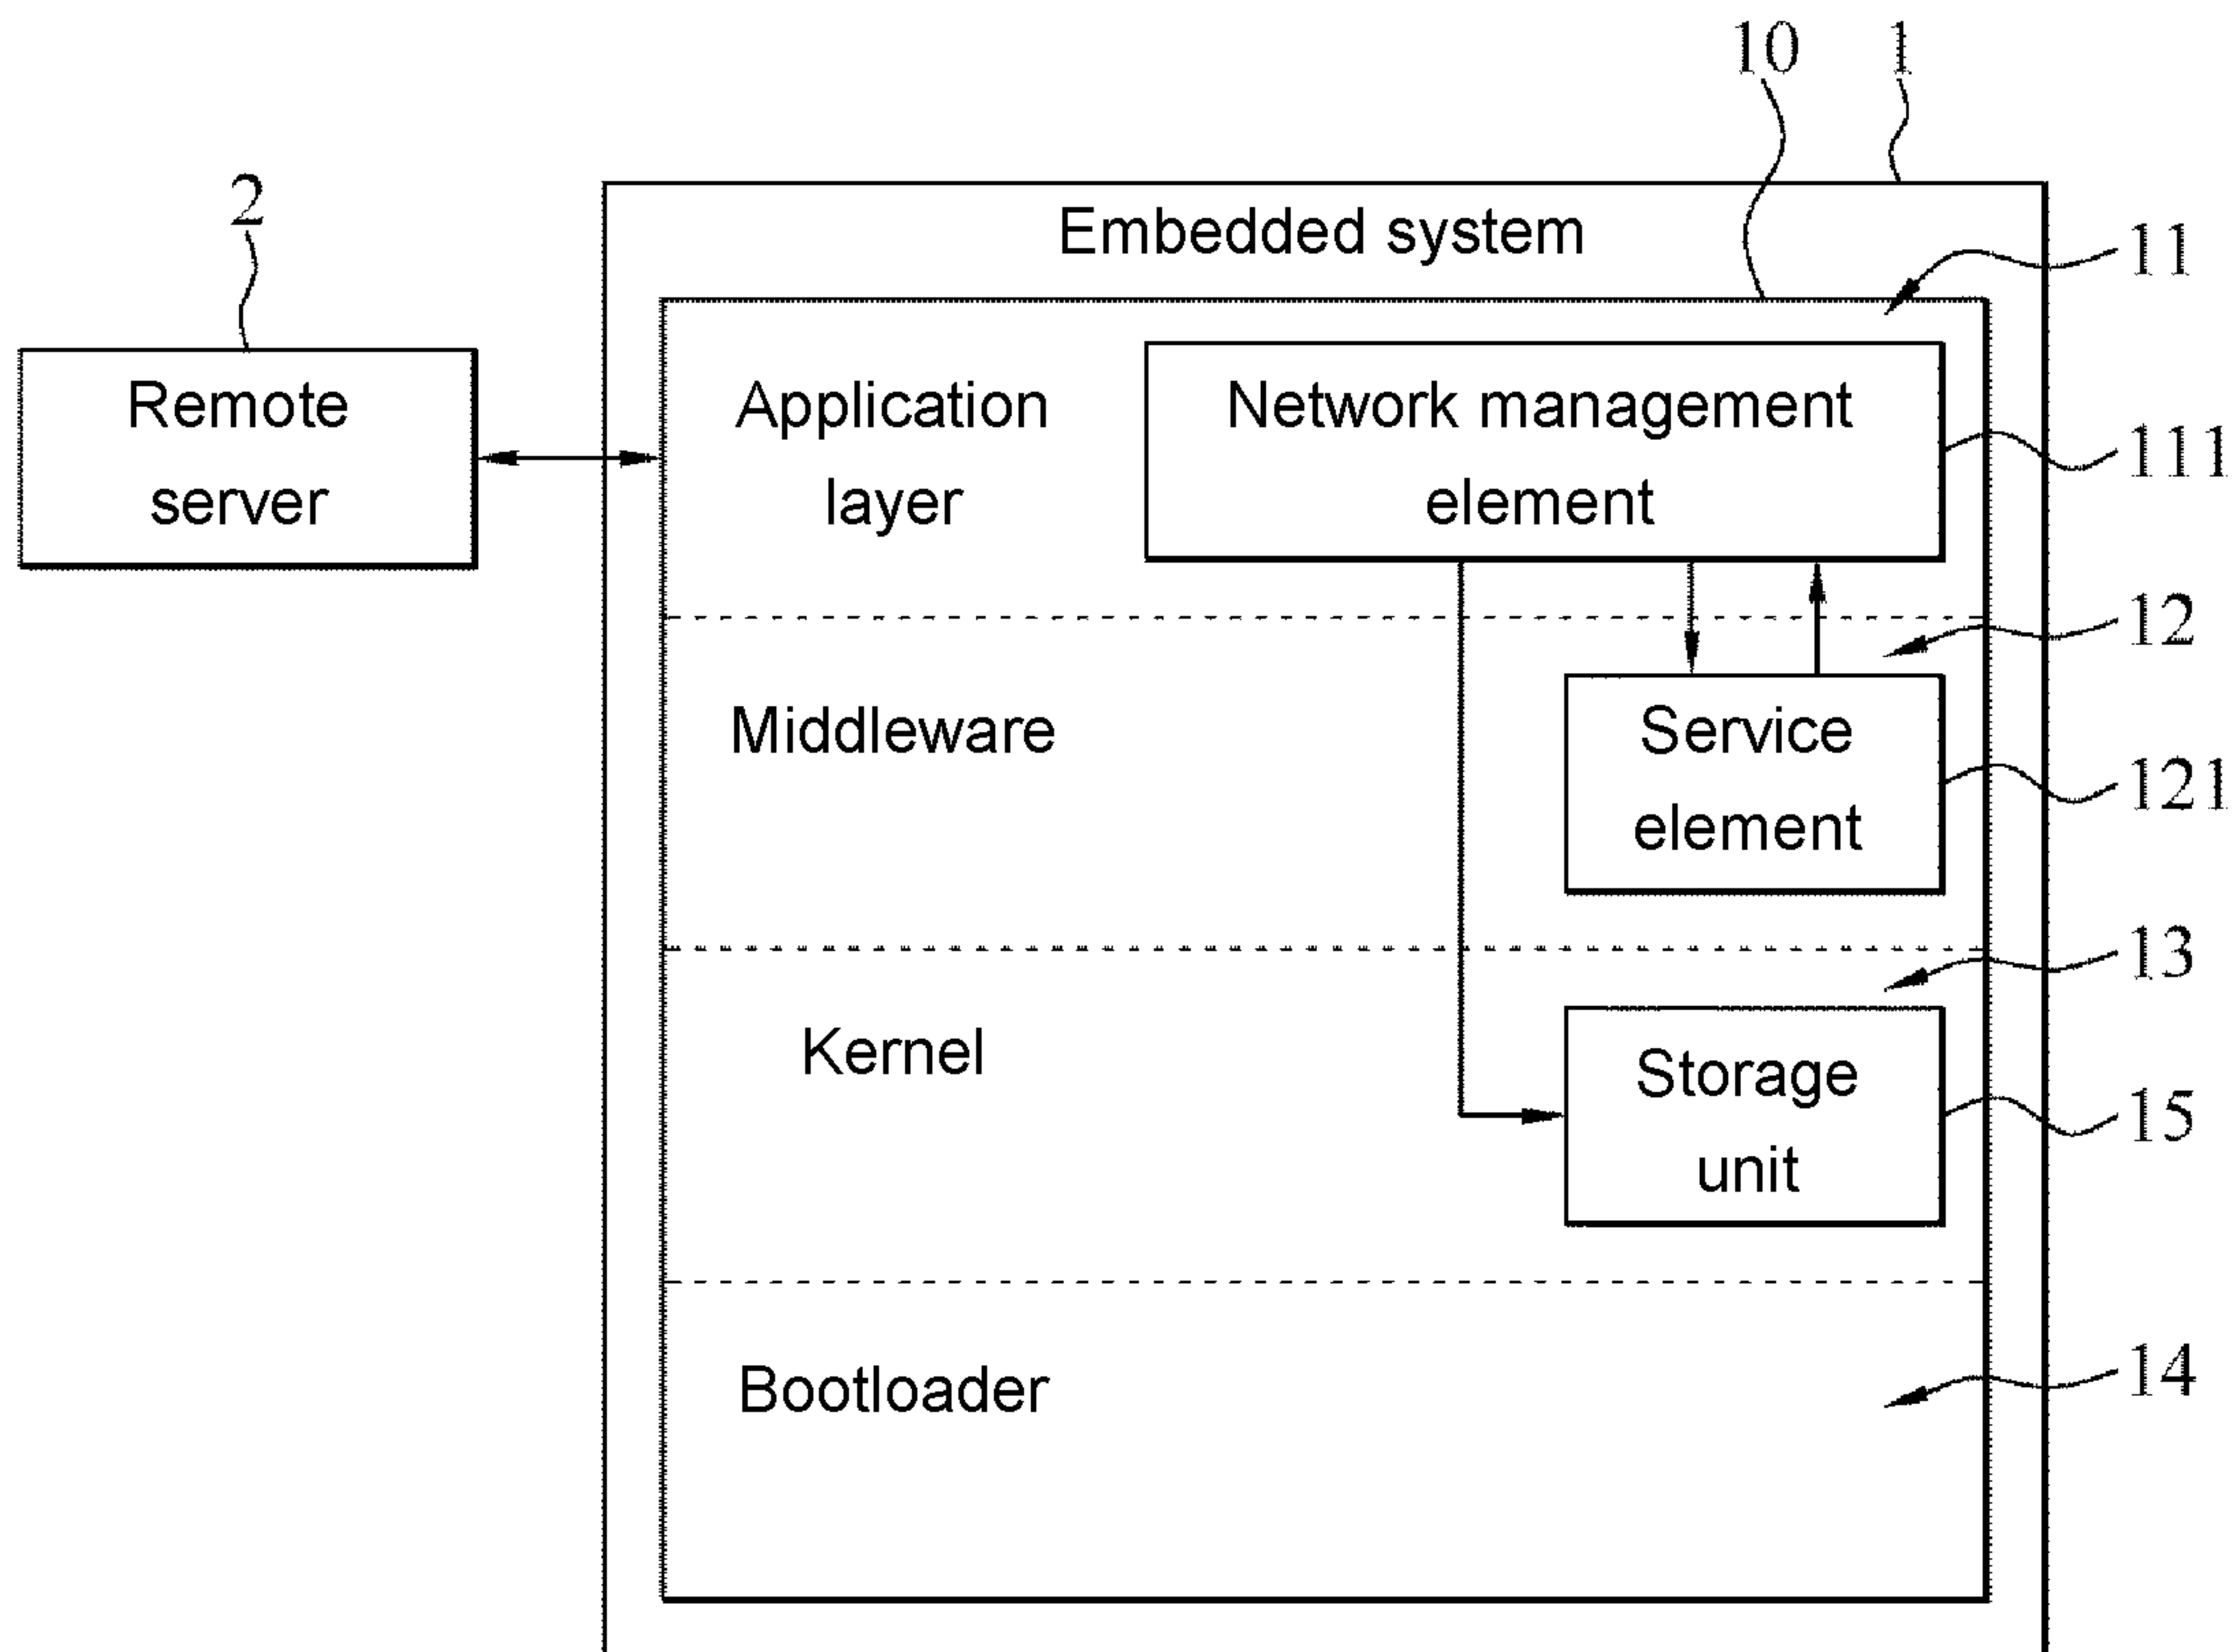 10
1
2
Embedded system
11
Remote
server
Application
layer
Network management
element
111
12
Middleware
Service
element
121
13
Kernel
Storage
unit
15
Bootloader
14